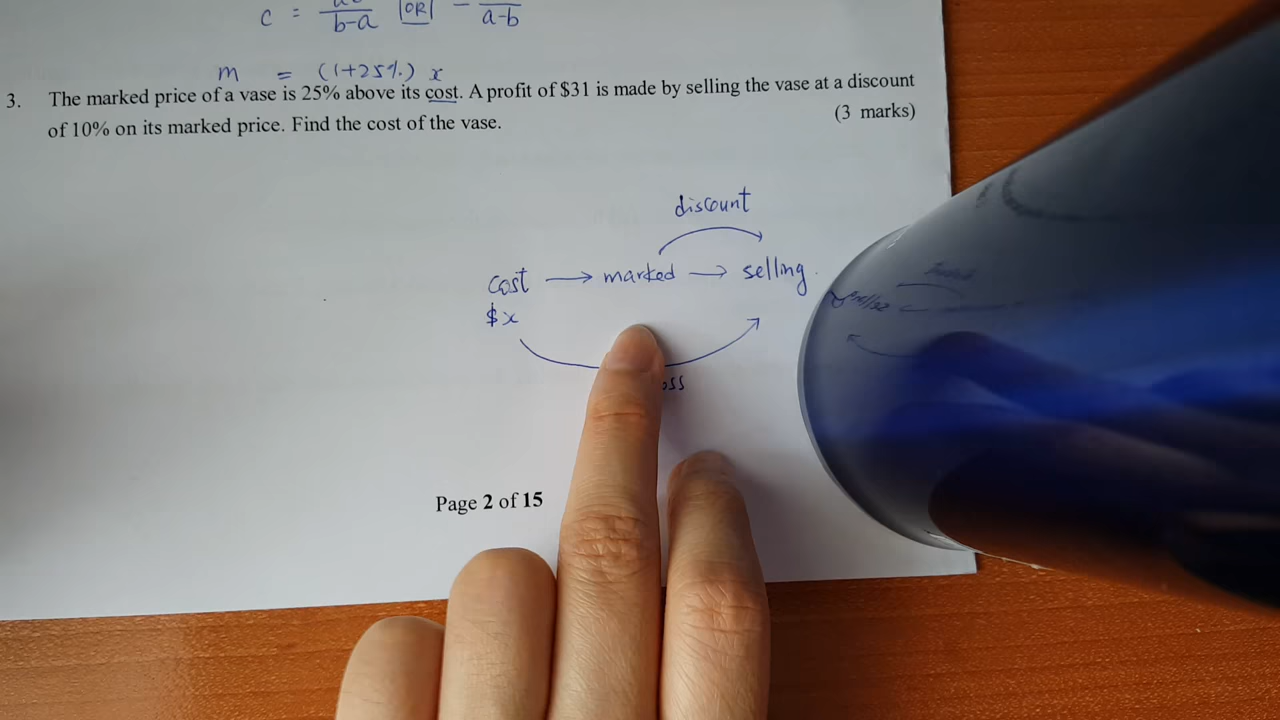 c = b-a [OR] - a-b
m = (1+25%) x
3. The marked price of a vase is 25% above its cost. A profit of $31 is made by selling the vase at a discount
of 10% on its marked price. Find the cost of the vase. (3 marks)
discount
cost → marked → selling
$x
Page 2 of 15